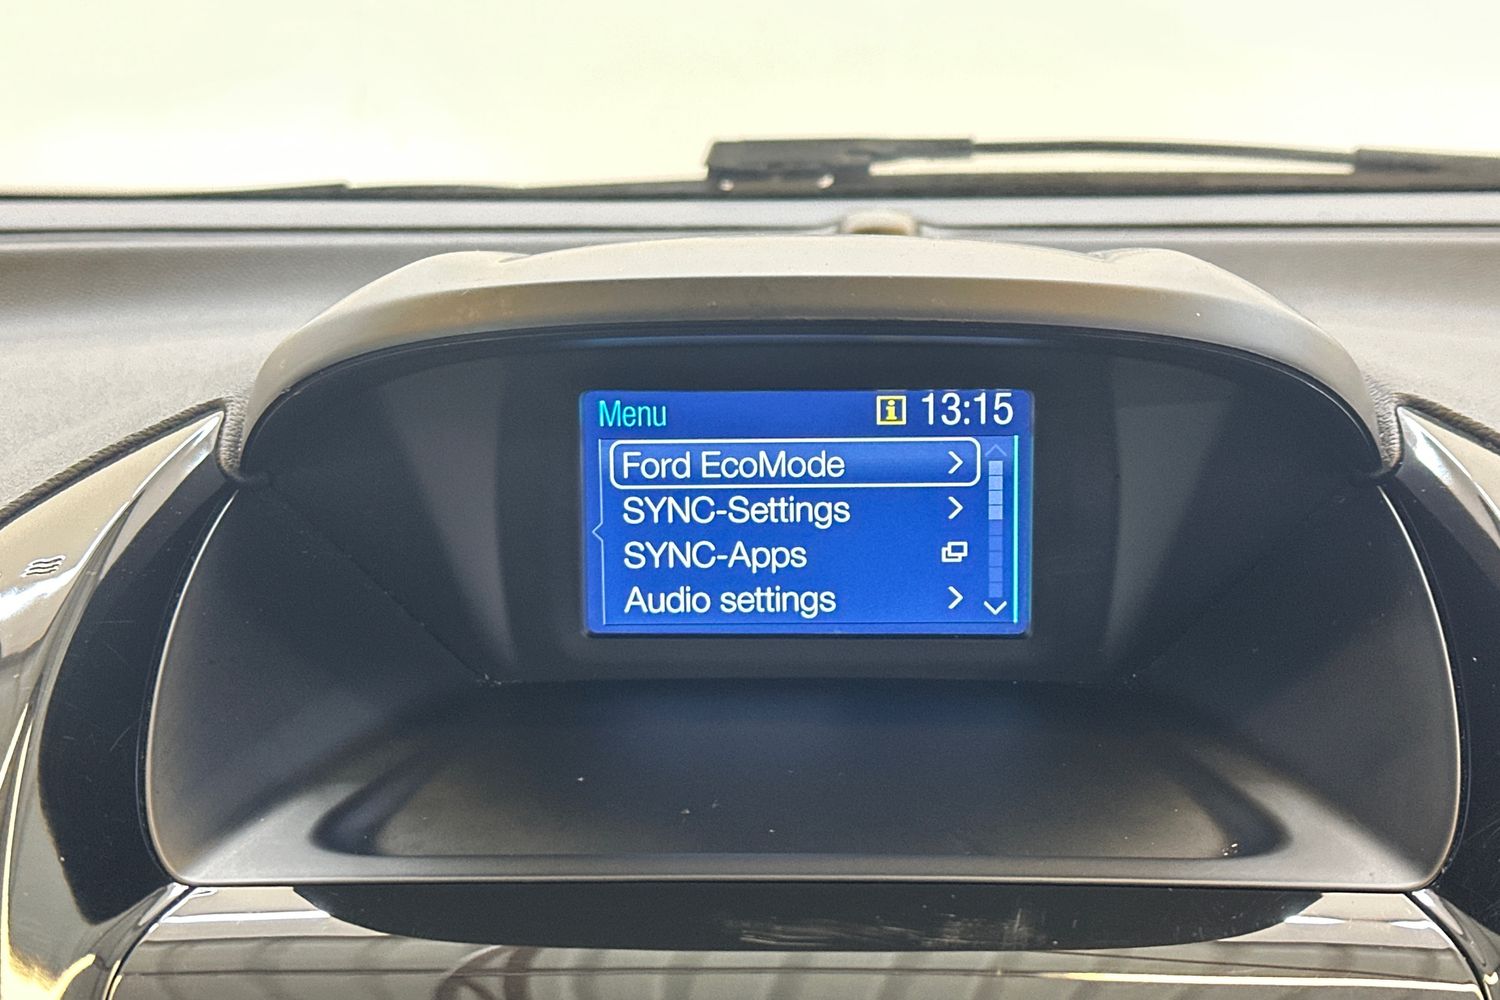 Menu 13:15
Ford EcoMode
SYNC-Settings
SYNC-Apps
Audio settings